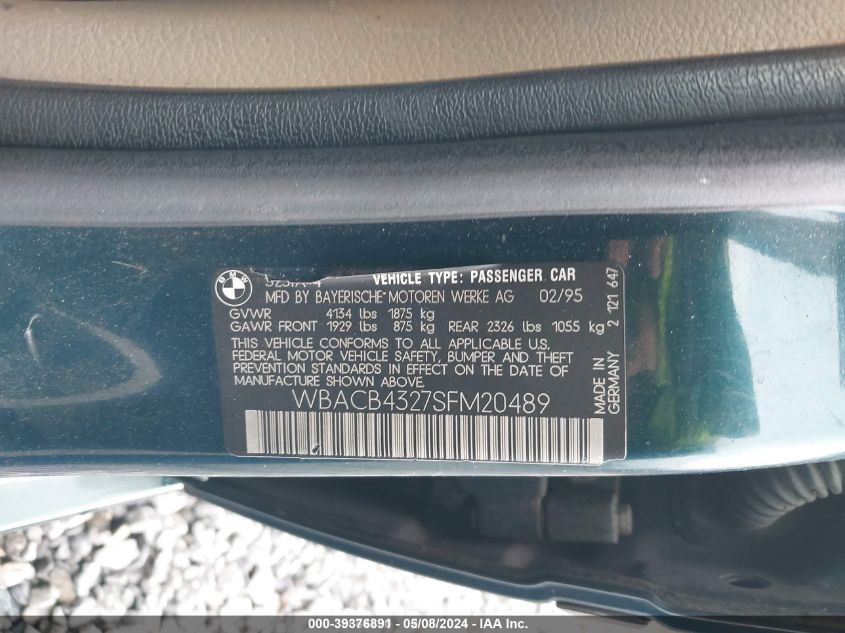 BMW
VEHICLE TYPE: PASSENGER CAR
MFD BY BAYERISCHE MOTOREN WERKE AG 02/95
GVWR 4134 lbs 1875 kg
GAWR FRONT 1929 lbs 875 kg REAR 2326 lbs 1055 kg
THIS VEHICLE CONFORMS TO ALL APPLICABLE U.S.
FEDERAL MOTOR VEHICLE SAFETY, BUMPER AND THEFT
PREVENTION STANDARDS IN EFFECT ON THE DATE OF
MANUFACTURE SHOWN ABOVE.
WBACB4327SFM20489
MADE IN
GERMANY
2 121 647
000-39376891 - 05/08/2024 - COPYRIGHT IAA